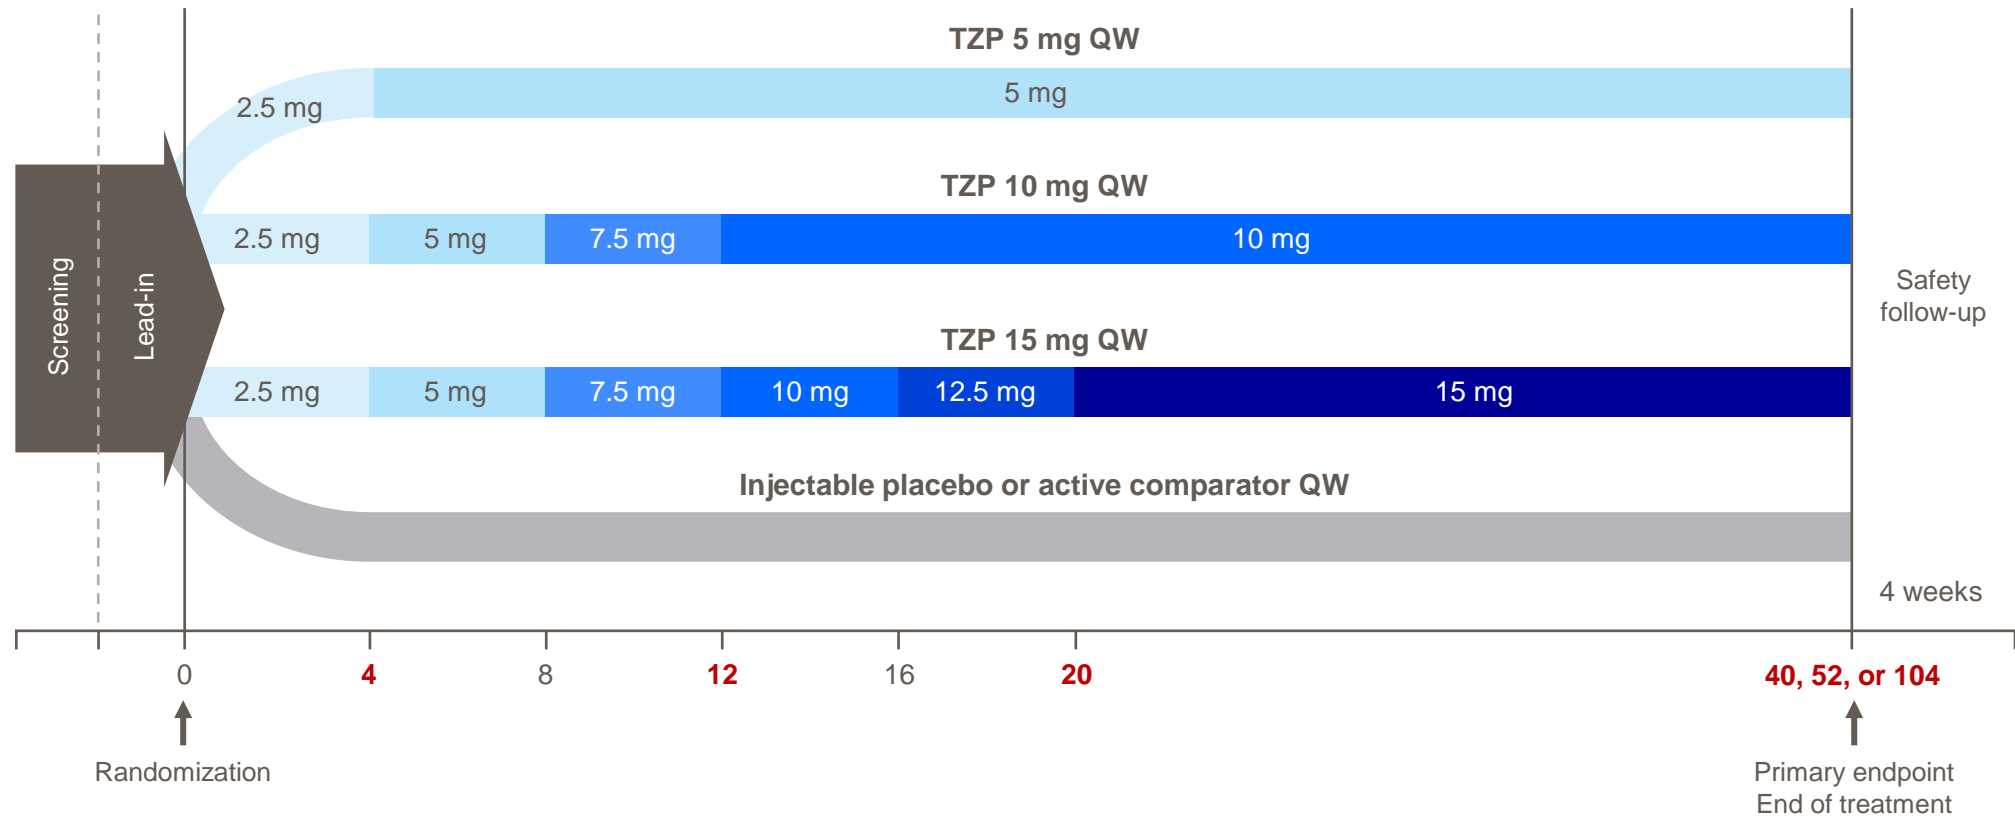 TZP 5 mg QW
2.5 mg
5 mg
TZP 10 mg QW
2.5 mg
5 mg
7.5 mg
10 mg
Screening
Lead-in
Safety
follow-up
TZP 15 mg QW
2.5 mg
5 mg
7.5 mg
10 mg
12.5 mg
15 mg
Injectable placebo or active comparator QW
4 weeks
0
4
8
12
16
20
40, 52, or 104
Randomization
Primary endpoint
End of treatment